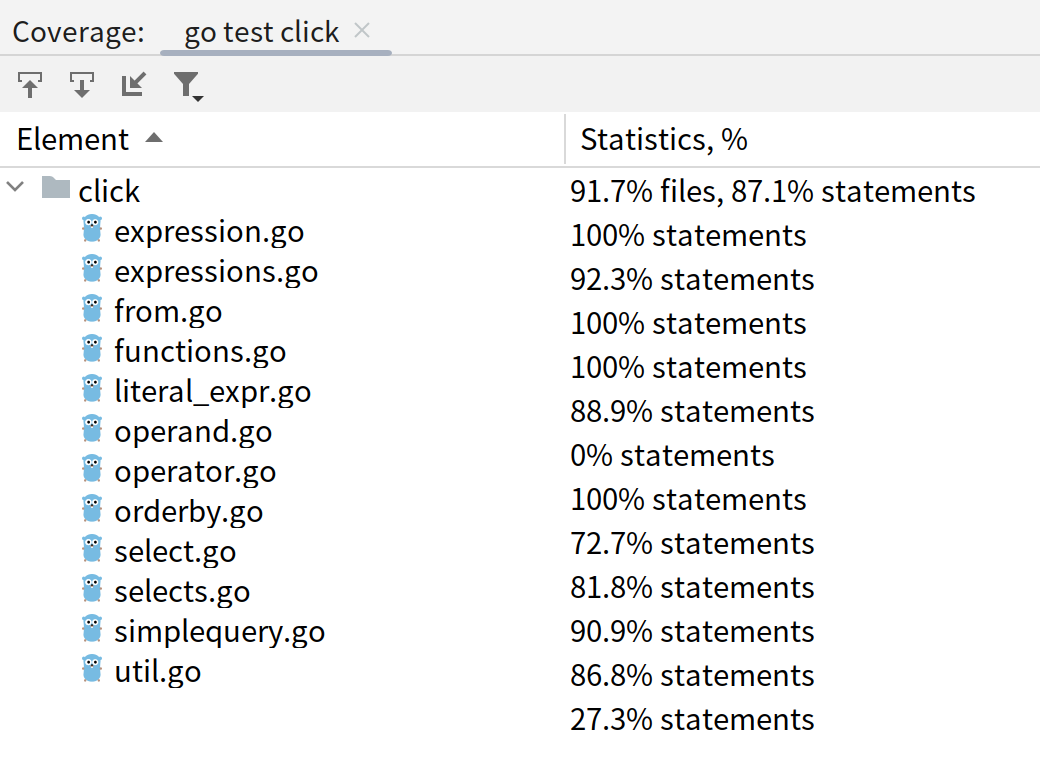 Coverage: go test click
Element Statistics, %
click 91.7% files, 87.1% statements
expression.go 100% statements
expressions.go 92.3% statements
from.go 100% statements
functions.go 100% statements
literal_expr.go 88.9% statements
operand.go 0% statements
operator.go 100% statements
orderby.go 72.7% statements
select.go 81.8% statements
selects.go 90.9% statements
simplequery.go 86.8% statements
util.go 27.3% statements